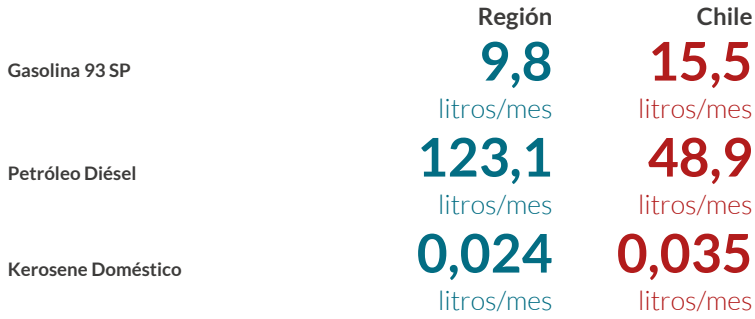 Región Chile
Gasolina 93 SP 9,8 15,5
litros/mes litros/mes
Petróleo Diésel 123,1 48,9
litros/mes litros/mes
Kerosene Doméstico 0,024 0,035
litros/mes litros/mes